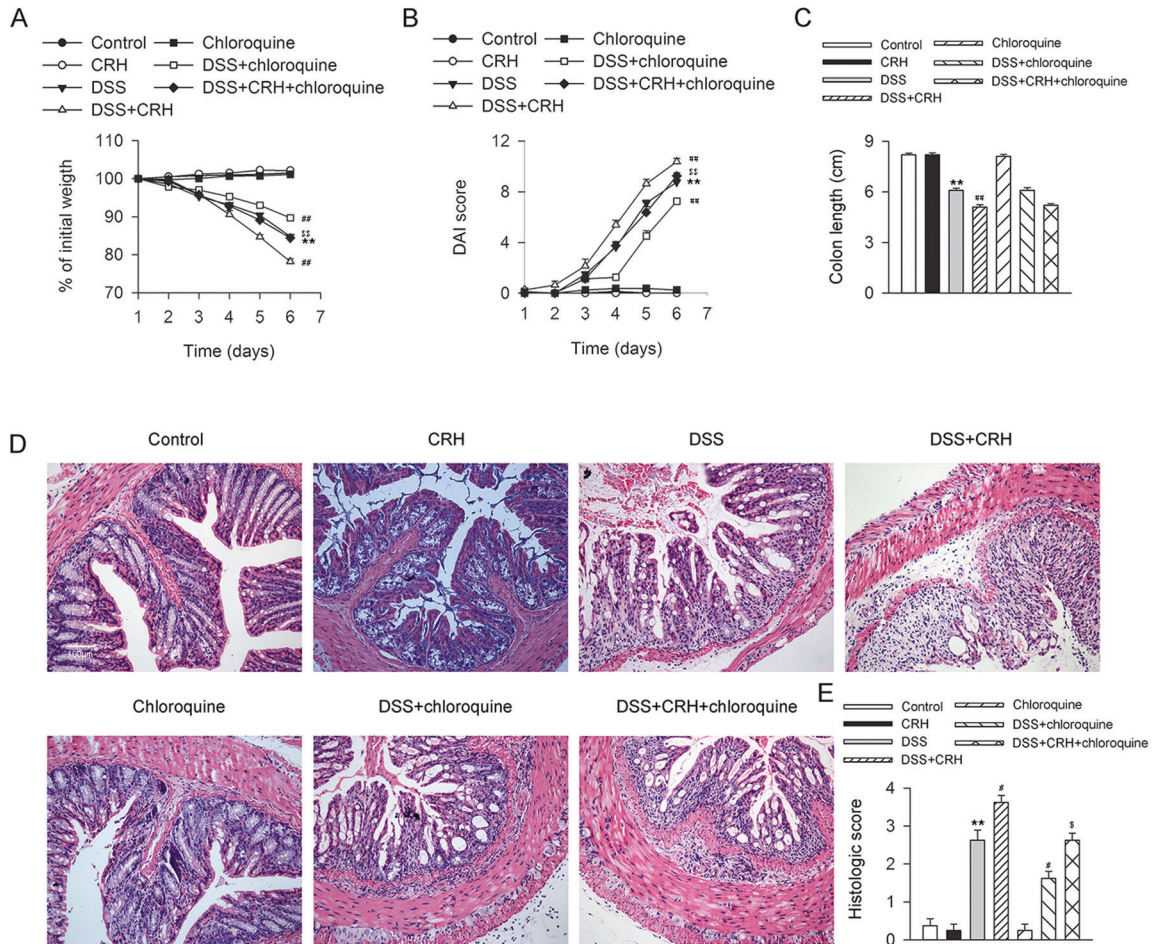 A
Control
Chloroquine
CRH
DSS+chloroquine
DSS
DSS+CRH+chloroquine
DSS+CRH
110
100
90
80
70
% of initial weigth
##
$$
**
##
1 2 3 4 5 6 7
Time (days)
B
Control
Chloroquine
CRH
DSS+chloroquine
DSS
DSS+CRH+chloroquine
DSS+CRH
12
8
4
0
DAI score
##
$$
**
##
1 2 3 4 5 6 7
Time (days)
C
Control
Chloroquine
CRH
DSS+chloroquine
DSS
DSS+CRH+chloroquine
DSS+CRH
9
6
3
0
Colon length (cm)
**
##
D
Control
CRH
DSS
DSS+CRH
100μm
Chloroquine
DSS+chloroquine
DSS+CRH+chloroquine
E
Control
Chloroquine
CRH
DSS+chloroquine
DSS
DSS+CRH+chloroquine
DSS+CRH
4
3
2
1
0
Histologic score
**
#
#
$